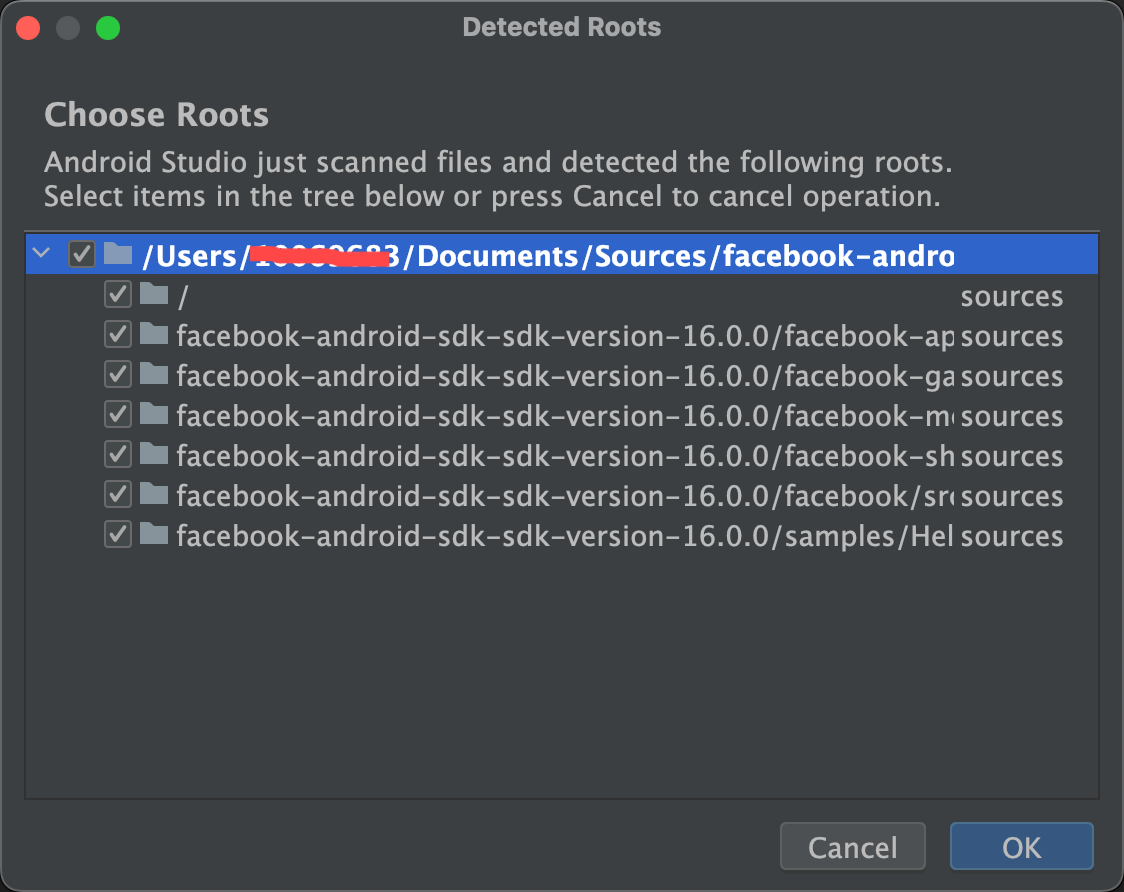 Detected Roots
Choose Roots
Android Studio just scanned files and detected the following roots.
Select items in the tree below or press Cancel to cancel operation.
/Users/ /Documents/Sources/facebook-andro
/ sources
facebook-android-sdk-sdk-version-16.0.0/facebook-ap sources
facebook-android-sdk-sdk-version-16.0.0/facebook-ga sources
facebook-android-sdk-sdk-version-16.0.0/facebook-me sources
facebook-android-sdk-sdk-version-16.0.0/facebook-sh sources
facebook-android-sdk-sdk-version-16.0.0/facebook/src sources
facebook-android-sdk-sdk-version-16.0.0/samples/Hel sources
Cancel
OK